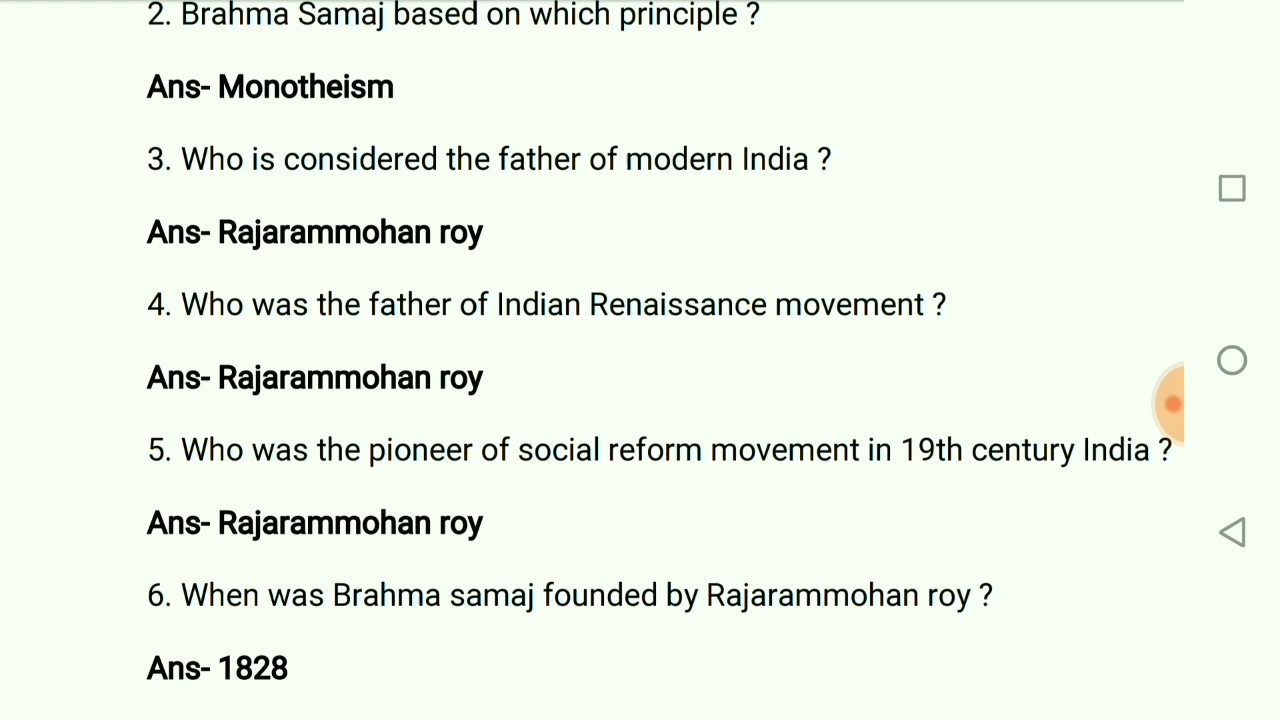 2. Brahma Samaj based on which principle ?
Ans- Monotheism
3. Who is considered the father of modern India ?
Ans- Rajarammohan roy
4. Who was the father of Indian Renaissance movement ?
Ans- Rajarammohan roy
5. Who was the pioneer of social reform movement in 19th century India ?
Ans- Rajarammohan roy
6. When was Brahma samaj founded by Rajarammohan roy ?
Ans- 1828